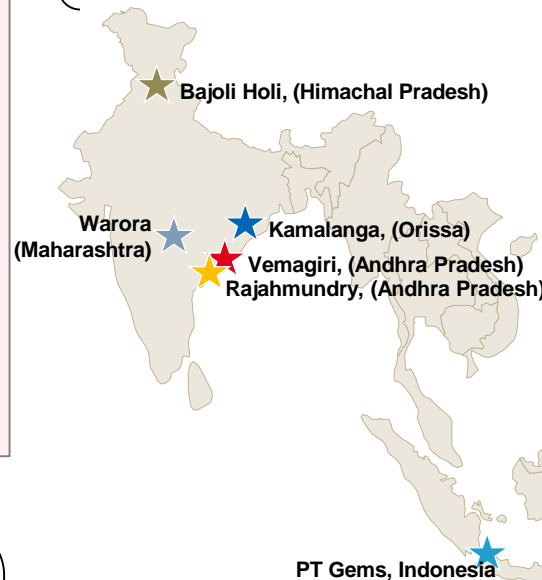 Bajoli Holi, (Himachal Pradesh)
Warora
(Maharashtra)
Kamalanga, (Orissa)
Vemagiri, (Andhra Pradesh)
Rajahmundry, (Andhra Pradesh)
PT Gems, Indonesia